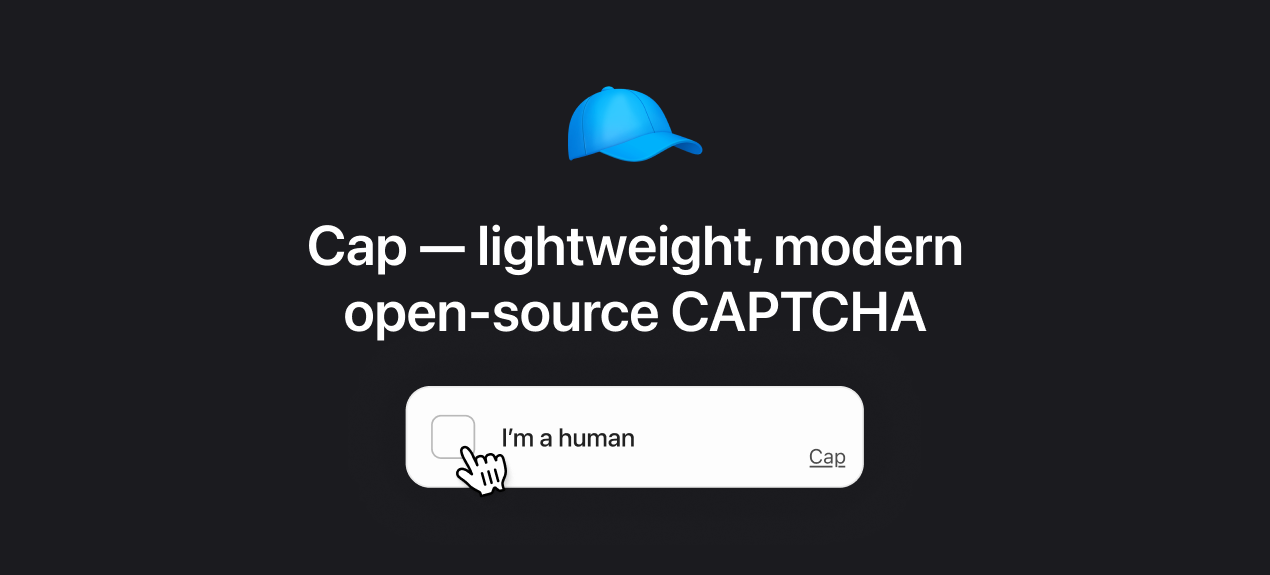 Cap — lightweight, modern
open-source CAPTCHA
I’m a human
Cap